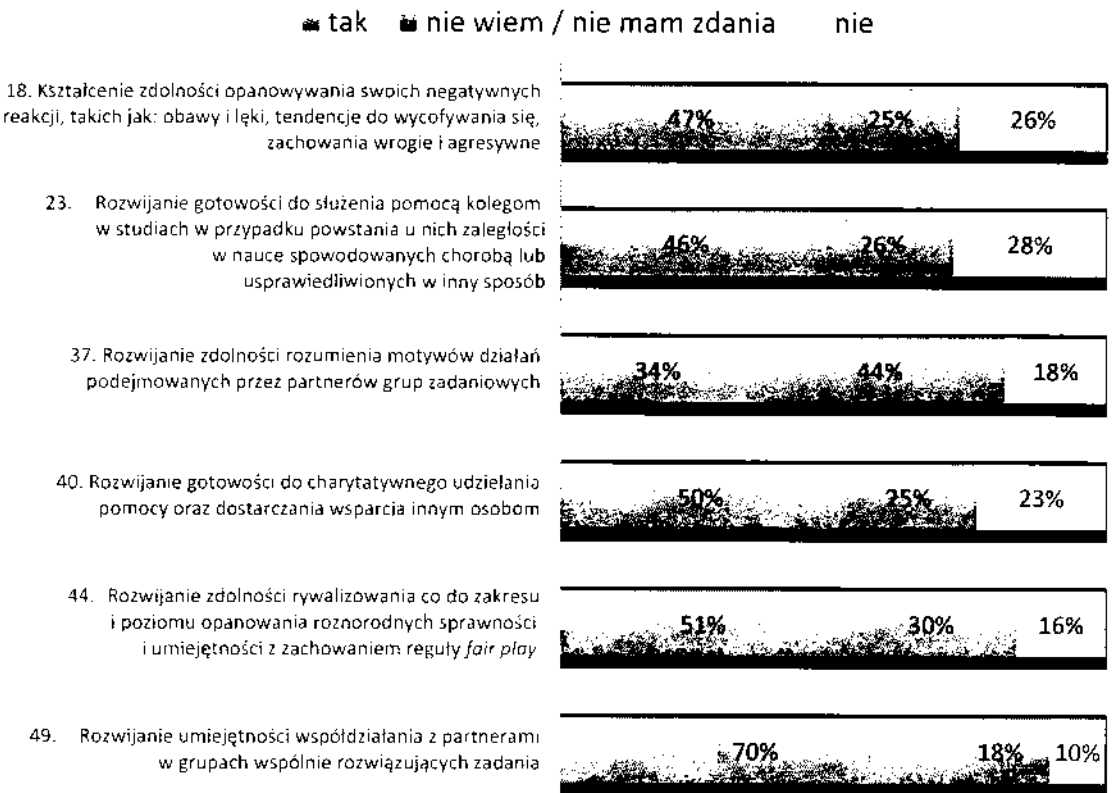 tak nie wiem / nie mam zdania nie
18. Kształcenie zdolności opanowywania swoich negatywnych
reakcji, takich jak: obawy i lęki, tendencje do wycofywania się,
zachowania wrogie i agresywne
47% 25% 26%
23. Rozwijanie gotowości do służenia pomocą kolegom
w studiach w przypadku powstania u nich zaległości
w nauce spowodowanych chorobą lub
usprawiedliwionych w inny sposób
46% 26% 28%
37. Rozwijanie zdolności rozumienia motywów działań
podejmowanych przez partnerów grup zadaniowych
34% 44% 18%
40. Rozwijanie gotowości do charytatywnego udzielania
pomocy oraz dostarczania wsparcia innym osobom
50% 25% 23%
44. Rozwijanie zdolności rywalizowania co do zakresu
i poziomu opanowania roznorodnych sprawności
i umiejętności z zachowaniem reguły fair play
51% 30% 16%
49. Rozwijanie umiejętności współdziałania z partnerami
w grupach wspólnie rozwiązujących zadania
70% 18% 10%